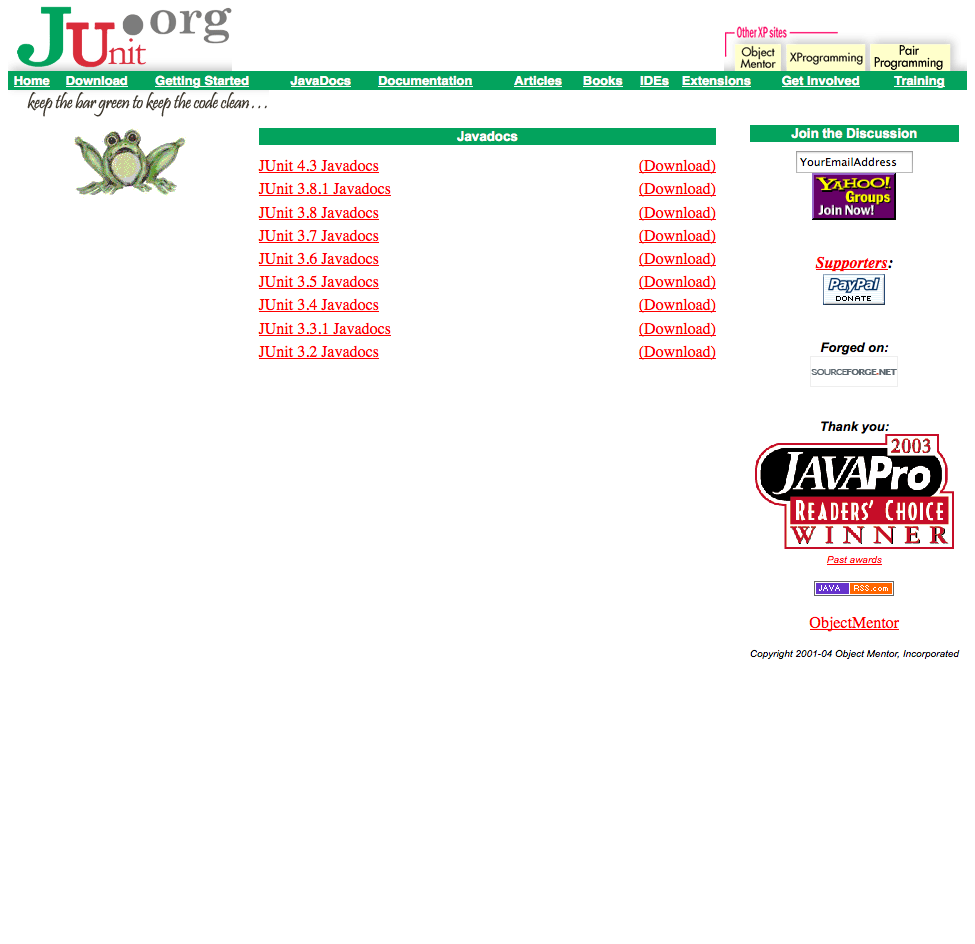 JUnit.org
Other XP sites
Object Mentor
XProgramming
Pair Programming
Home Download Getting Started JavaDocs Documentation Articles Books IDEs Extensions Get Involved Training
keep the bar green to keep the code clean . . .
Javadocs
JUnit 4.3 Javadocs (Download)
JUnit 3.8.1 Javadocs (Download)
JUnit 3.8 Javadocs (Download)
JUnit 3.7 Javadocs (Download)
JUnit 3.6 Javadocs (Download)
JUnit 3.5 Javadocs (Download)
JUnit 3.4 Javadocs (Download)
JUnit 3.3.1 Javadocs (Download)
JUnit 3.2 Javadocs (Download)
Join the Discussion
YourEmailAddress
YAHOO!
Groups
Join Now!
Supporters:
PayPal
DONATE
Forged on:
SOURCEFORGE.NET
Thank you:
2003
JAVAPro
READERS' CHOICE
WINNER
Past awards
JAVA RSS.com
ObjectMentor
Copyright 2001-04 Object Mentor, Incorporated